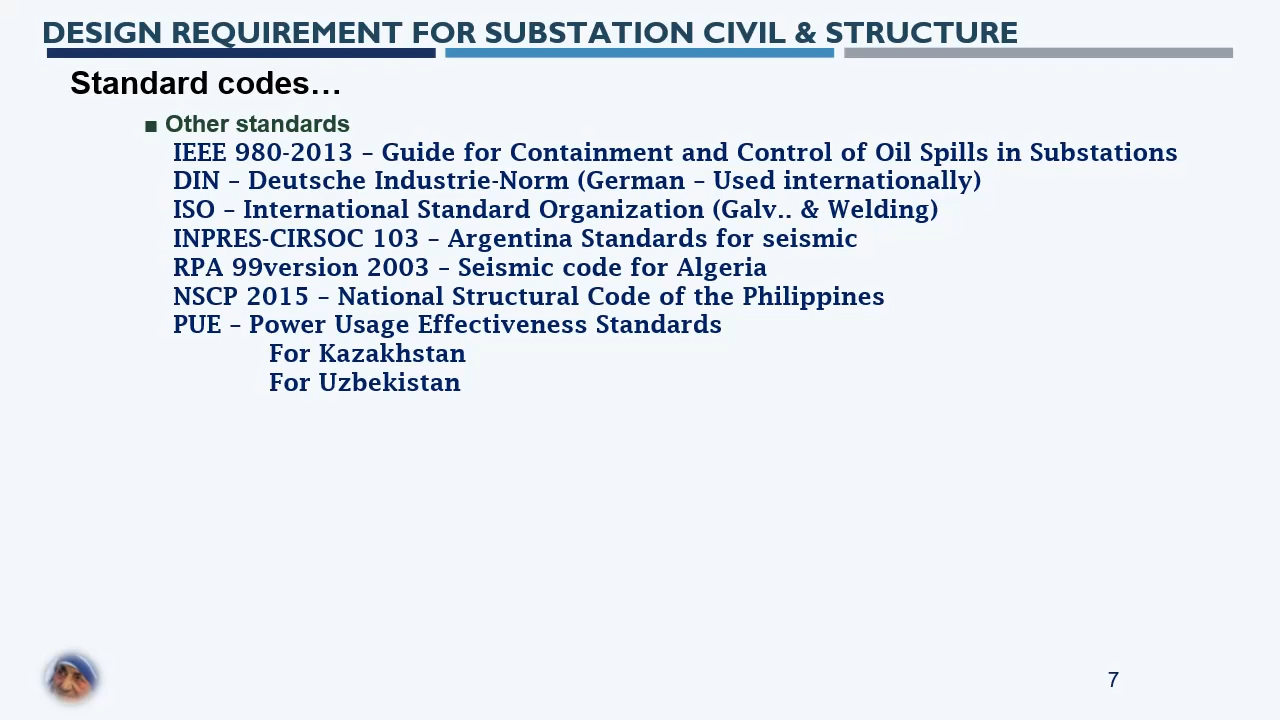 DESIGN REQUIREMENT FOR SUBSTATION CIVIL & STRUCTURE
Standard codes…
■ Other standards
IEEE 980-2013 – Guide for Containment and Control of Oil Spills in Substations
DIN – Deutsche Industrie-Norm (German – Used internationally)
ISO – International Standard Organization (Galv.. & Welding)
INPRES-CIRSOC 103 – Argentina Standards for seismic
RPA 99version 2003 – Seismic code for Algeria
NSCP 2015 – National Structural Code of the Philippines
PUE – Power Usage Effectiveness Standards
For Kazakhstan
For Uzbekistan
7